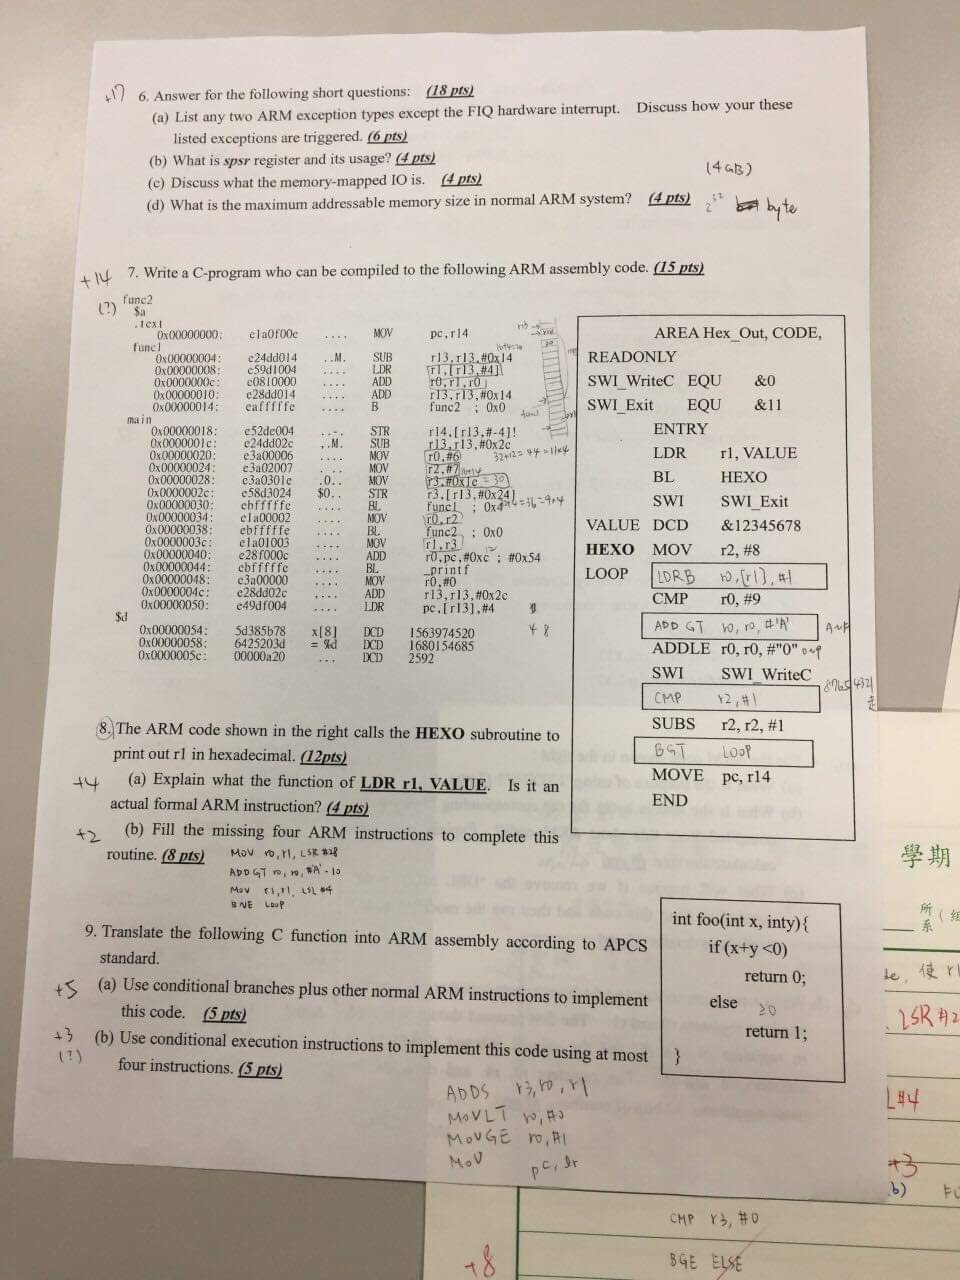 +17
6. Answer for the following short questions: (18 pts)
(a) List any two ARM exception types except the FIQ hardware interrupt. Discuss how your these
listed exceptions are triggered. (6 pts)
(b) What is spsr register and its usage? (4 pts)
(4GB)
(c) Discuss what the memory-mapped IO is. (4 pts)
(d) What is the maximum addressable memory size in normal ARM system? (4 pts) 2^32 byte
+14
7. Write a C-program who can be compiled to the following ARM assembly code. (15 pts)
(?)
func2
$a
.text
0x00000000: e1a0f00e .... MOV pc,r14
func1
0x00000004: e24dd014 ..M. SUB r13,r13,#0x14
0x00000008: e59d1004 .... LDR r1,[r13,#4]
0x0000000c: e0810000 .... ADD r0,r1,r0
0x00000010: e28dd014 .... ADD r13,r13,#0x14
0x00000014: eafffffe .... B func2 ; 0x0
main
0x00000018: e52de004 ..-. STR r14,[r13,#-4]!
0x0000001c: e24dd02c ,.M. SUB r13,r13,#0x2c
0x00000020: e3a00006 .... MOV r0,#6 32+12=44=11×4
0x00000024: e3a02007 . .. MOV r2,#7
0x00000028: e3a0301e .0.. MOV r3,#0x1e = 30
0x0000002c: e58d3024 $0.. STR r3,[r13,#0x24]
0x00000030: ebfffffe .... BL func1 ; 0x4 =36=9×4
0x00000034: e1a00002 .... MOV r0,r2
0x00000038: ebfffffe .... BL func2 ; 0x0
0x0000003c: e1a01003 .... MOV r1,r3
0x00000040: e28f000c .... ADD r0,pc,#0xc ; #0x54
0x00000044: ebfffffe .... BL _printf
0x00000048: e3a00000 .... MOV r0,#0
0x0000004c: e28dd02c .... ADD r13,r13,#0x2c
0x00000050: e49df004 .... LDR pc,[r13],#4
$d
0x00000054: 5d385b78 x[8] DCD 1563974520 48
0x00000058: 6425203d = %d DCD 1680154685
0x0000005c: 00000a20 ... DCD 2592
AREA Hex_Out, CODE,
READONLY
SWI_WriteC EQU &0
SWI_Exit EQU &11
ENTRY
LDR r1, VALUE
BL HEXO
SWI SWI_Exit
VALUE DCD &12345678
HEXO MOV r2, #8
LOOP LDRB r0,[r1],#1
CMP r0, #9
ADD GT r0, r0, #'A'
ADDLE r0, r0, #"0"
SWI SWI_WriteC 87654321
CMP r2,#1
SUBS r2, r2, #1
BGT LOOP
MOVE pc, r14
END
8. The ARM code shown in the right calls the HEXO subroutine to
print out r1 in hexadecimal. (12pts)
+4
(a) Explain what the function of LDR r1, VALUE. Is it an
actual formal ARM instruction? (4 pts)
+2
(b) Fill the missing four ARM instructions to complete this
routine. (8 pts) MOV r0,r1, LSR #28
ADDGT r0, r0, #'A'-10
MOV r1,r1, LSL #4
BNE LOOP
9. Translate the following C function into ARM assembly according to APCS
standard.
+5
(a) Use conditional branches plus other normal ARM instructions to implement
this code. (5 pts)
+3
(?)
(b) Use conditional execution instructions to implement this code using at most
four instructions. (5 pts)
int foo(int x, inty){
if (x+y <0)
return 0;
else ≥0
return 1;
}
ADDS r3,r0,r1
MOVLT r0,#0
MOVGE r0,#1
MOV pc,lr
學期
所
系 (組
使 r1
LSR #2
L#4
+3
b)
CMP r3, #0
+8
BGE ELSE